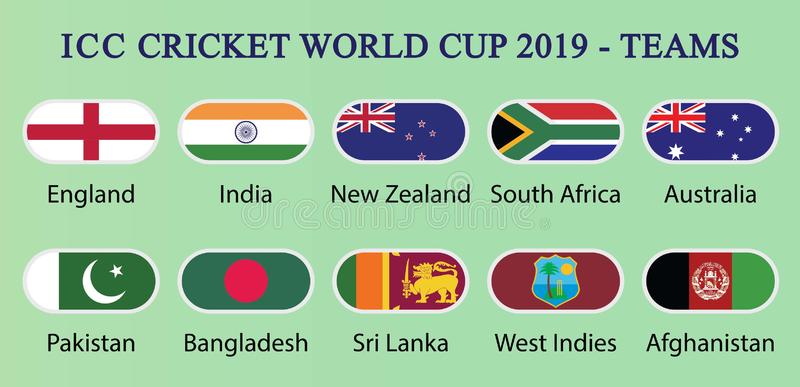 ICC CRICKET WORLD CUP 2019 - TEAMS
England India New Zealand South Africa Australia
dreamstime
Pakistan Bangladesh Sri Lanka West Indies Afghanistan